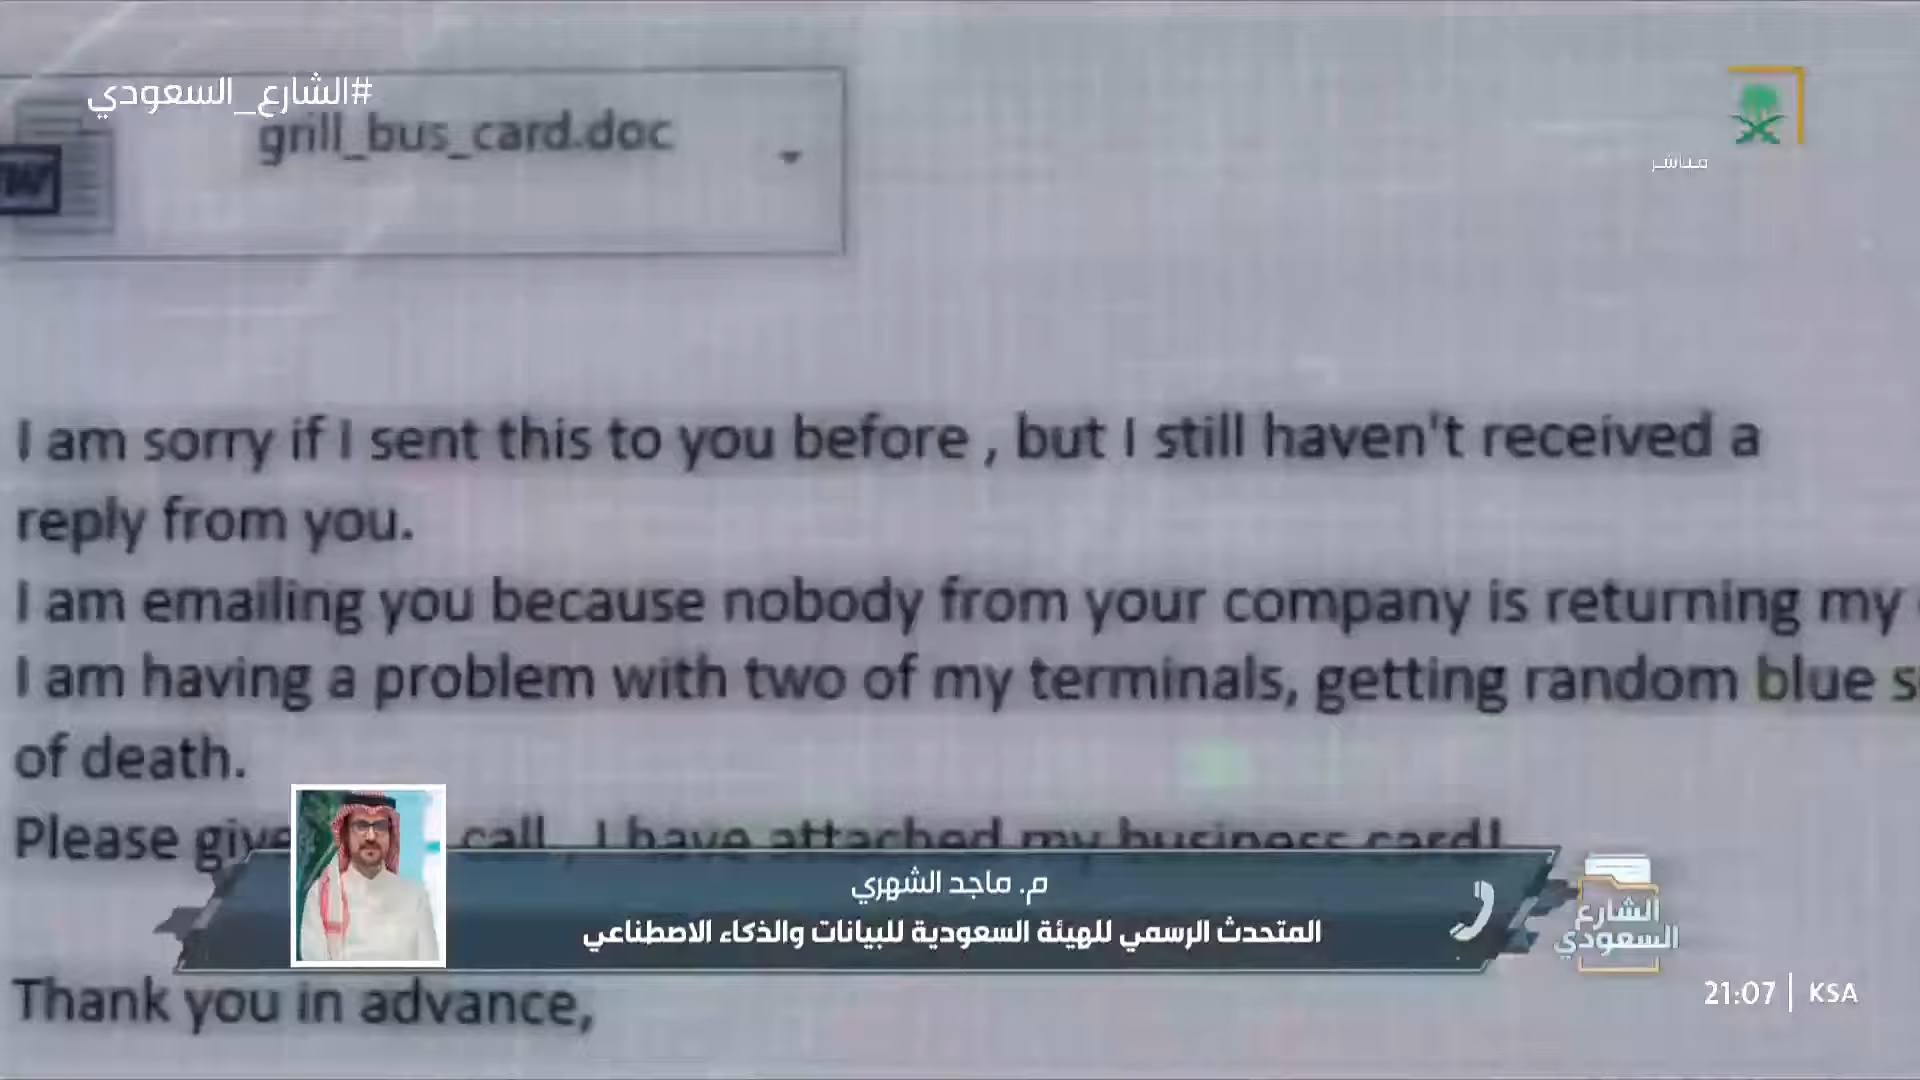 #الشارع_السعودي
مباشر
W
grill_bus_card.doc
I am sorry if I sent this to you before , but I still haven't received a
reply from you.
I am emailing you because nobody from your company is returning my
I am having a problem with two of my terminals, getting random blue s
of death.
Please give call , I have attached my business card!
م. ماجد الشهري
المتحدث الرسمي للهيئة السعودية للبيانات والذكاء الاصطناعي
الشارع
السعودي
Thank you in advance,
21:07 | KSA